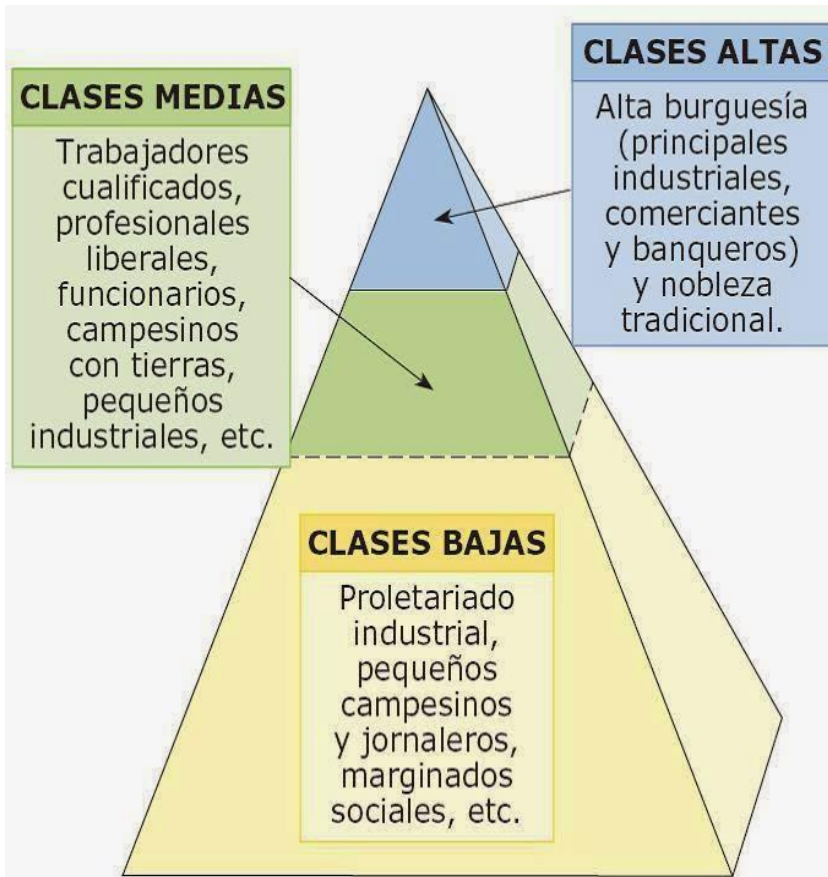 CLASES MEDIAS
Trabajadores
cualificados,
profesionales
liberales,
funcionarios,
campesinos
con tierras,
pequeños
industriales, etc.
CLASES ALTAS
Alta burguesía
(principales
industriales,
comerciantes
y banqueros)
y nobleza
tradicional.
CLASES BAJAS
Proletariado
industrial,
pequeños
campesinos
y jornaleros,
marginados
sociales, etc.